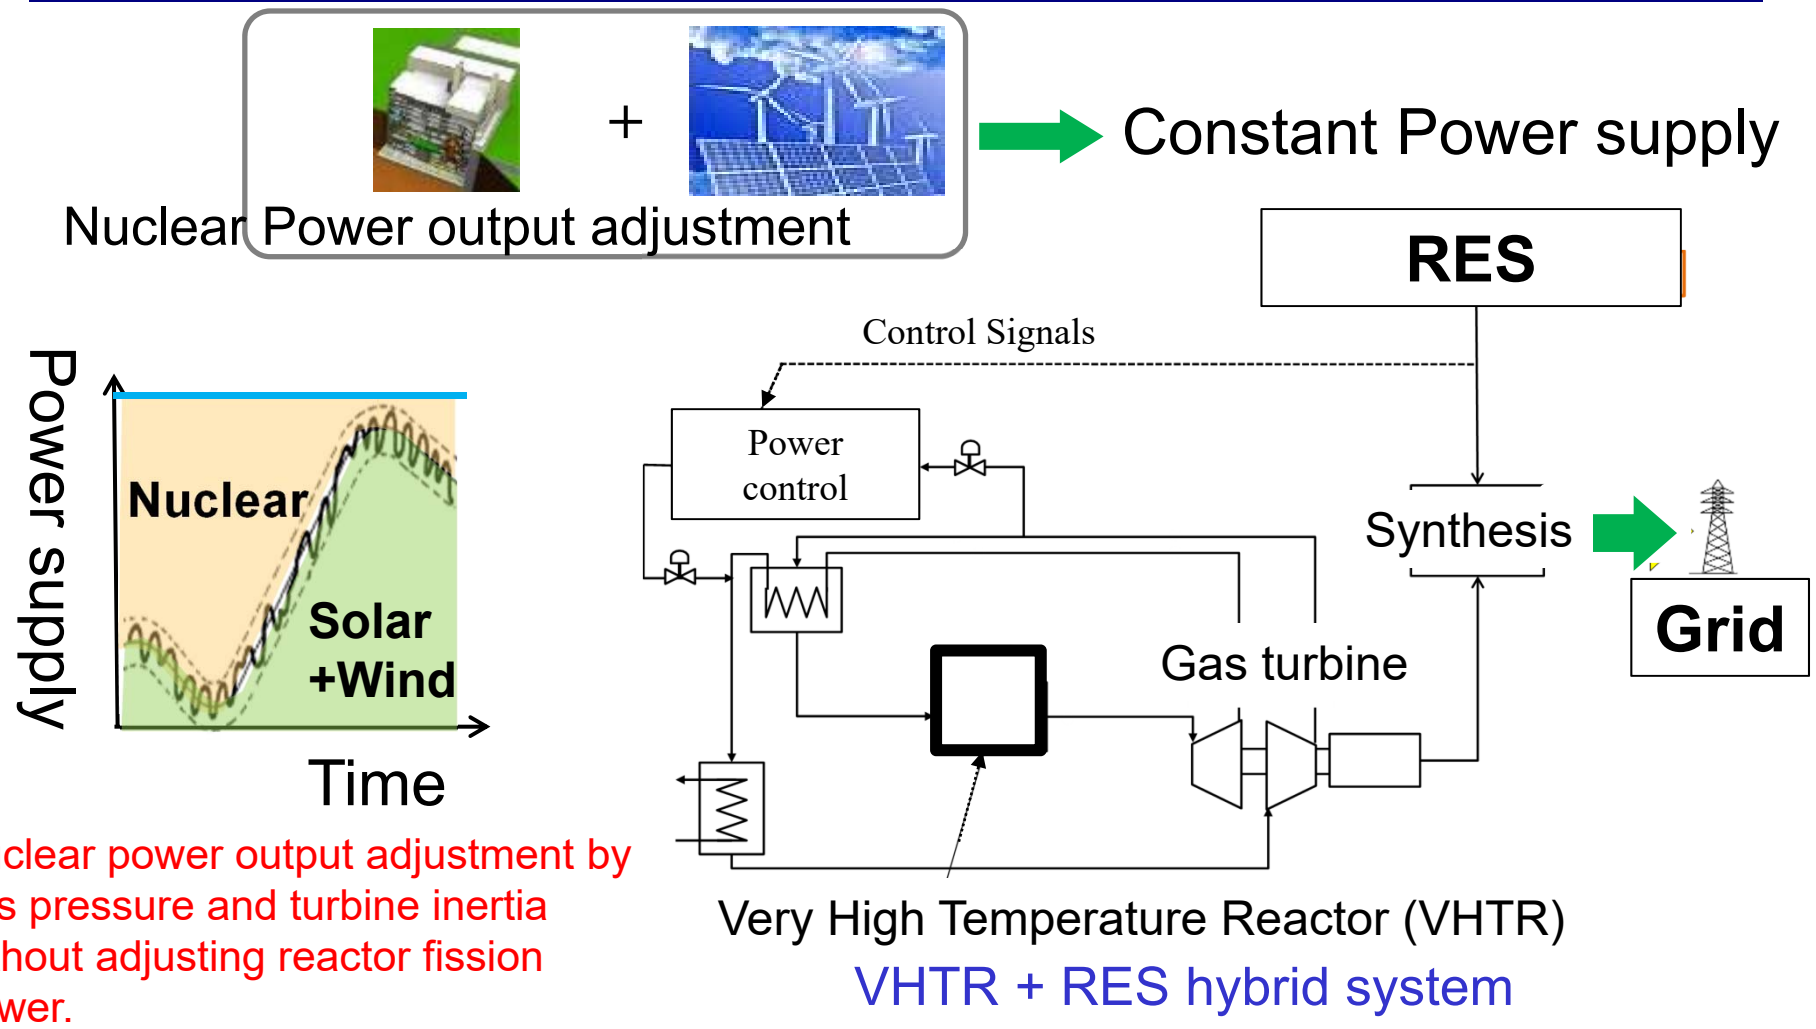 +
Constant Power supply
Nuclear Power output adjustment
RES
Control Signals
Power supply
Power
control
Nuclear
Synthesis
Solar
+Wind
Grid
Gas turbine
Time
clear power output adjustment by
s pressure and turbine inertia
hout adjusting reactor fission
wer.
Very High Temperature Reactor (VHTR)
VHTR + RES hybrid system